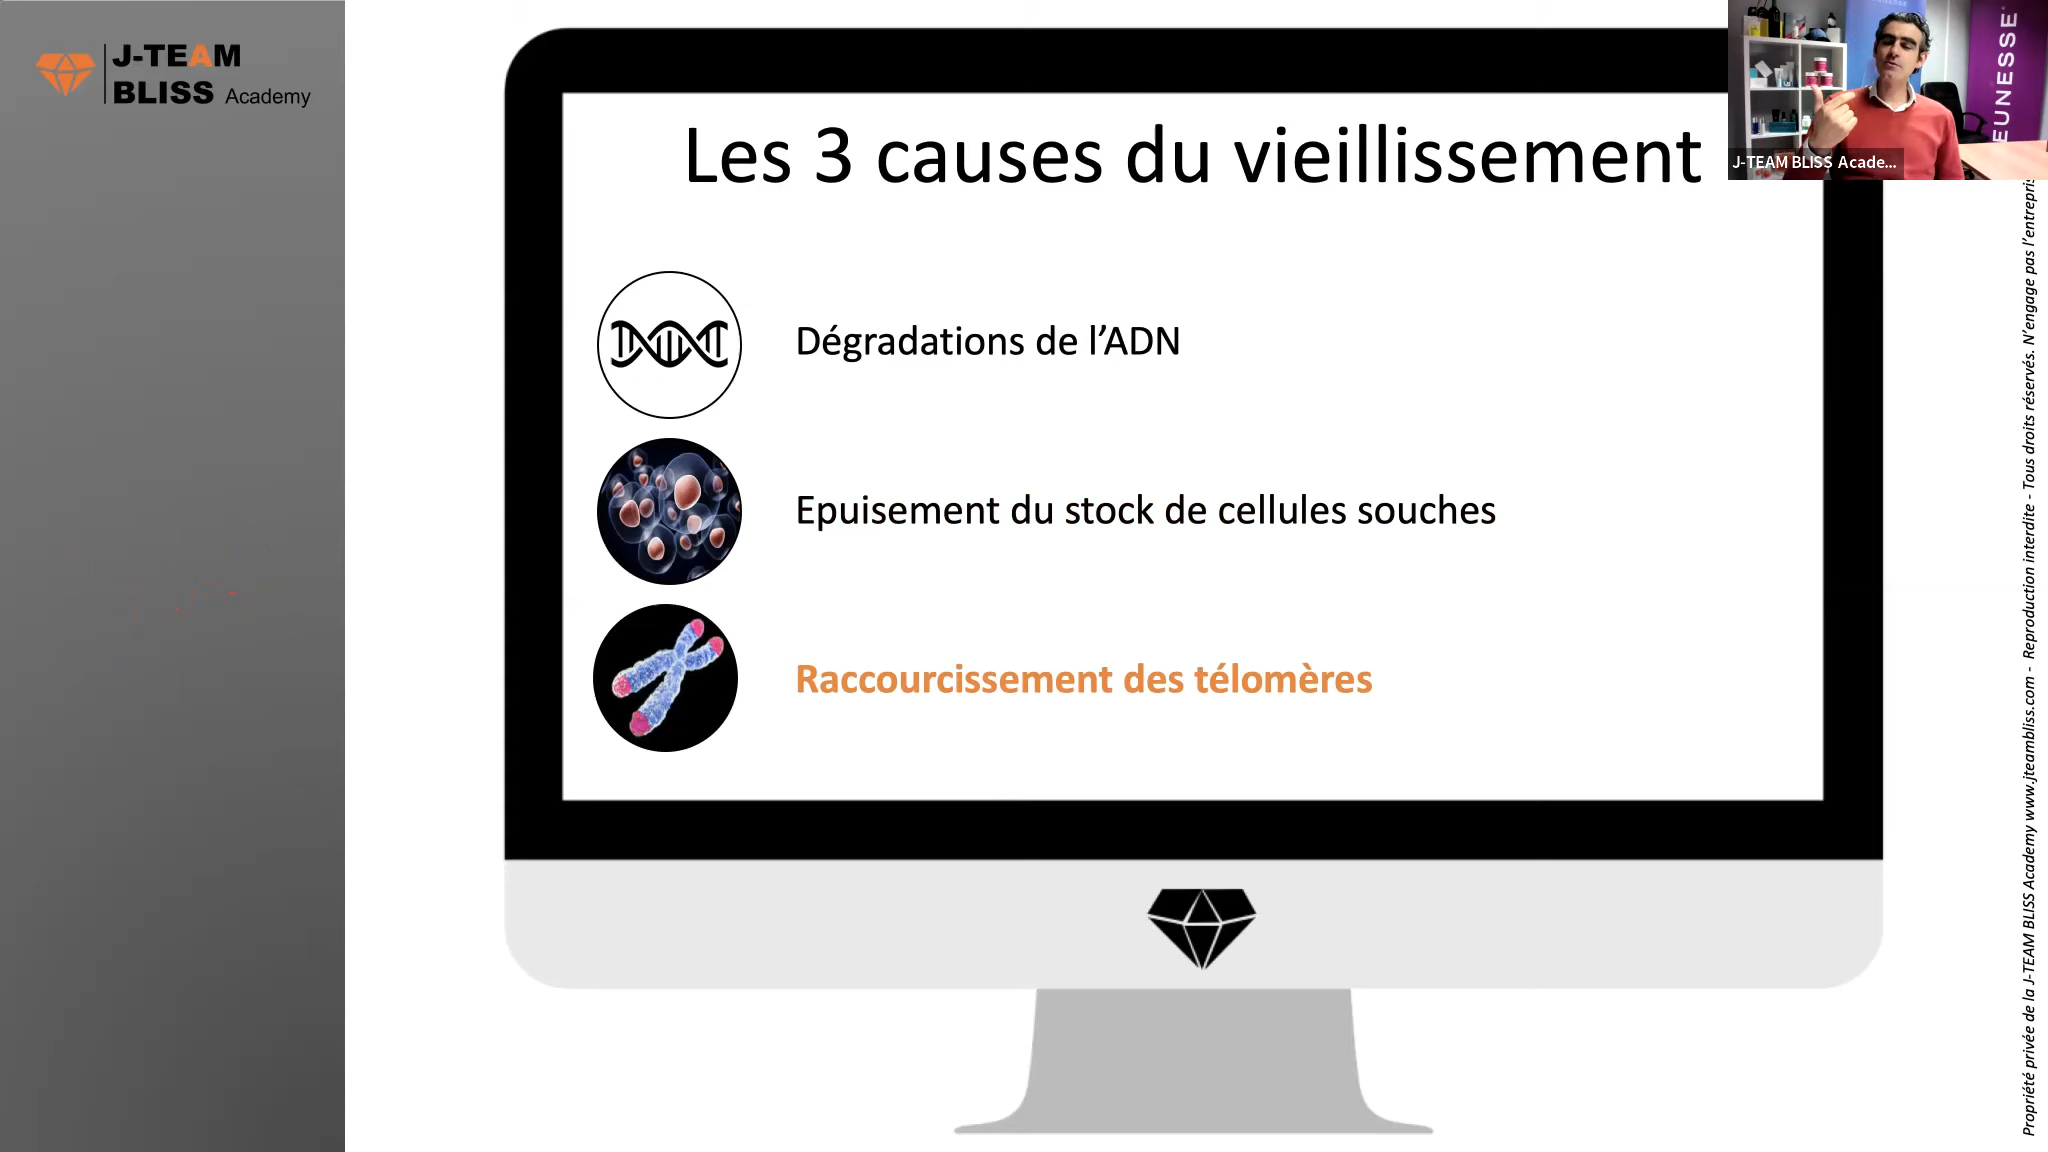 J-TEAM
BLISS Academy
Les 3 causes du vieillissement
Dégradations de l'ADN
Epuisement du stock de cellules souches
Raccourcissement des télomères
J-TEAM BLISS Acade...
EUNESSE
Propriété privée de la J-TEAM BLISS Academy www.jteambliss.com - Reproduction interdite - Tous droits réservés. N'engage pas l'entrepris